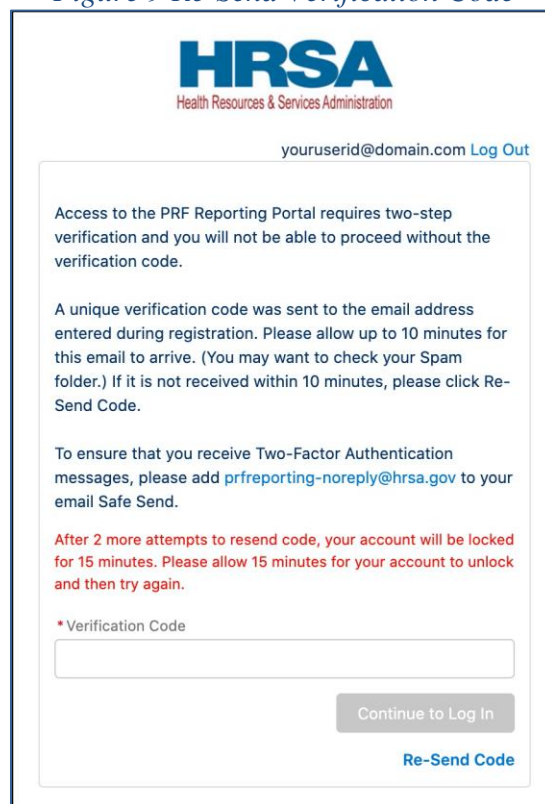 Figure 9 Re-Send Verification Code
HRSA
Health Resources & Services Administration
youruserid@domain.com Log Out
Access to the PRF Reporting Portal requires two-step
verification and you will not be able to proceed without the
verification code.
A unique verification code was sent to the email address
entered during registration. Please allow up to 10 minutes for
this email to arrive. (You may want to check your Spam
folder.) If it is not received within 10 minutes, please click Re-
Send Code.
To ensure that you receive Two-Factor Authentication
messages, please add prfreporting-noreply@hrsa.gov to your
email Safe Send.
After 2 more attempts to resend code, your account will be locked
for 15 minutes. Please allow 15 minutes for your account to unlock
and then try again.
* Verification Code
Continue to Log In
Re-Send Code